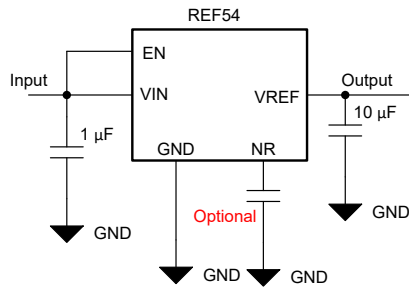 REF54
EN
Input
VIN
VREF
Output
1 µF
10 µF
GND
NR
Optional
GND
GND
GND
GND